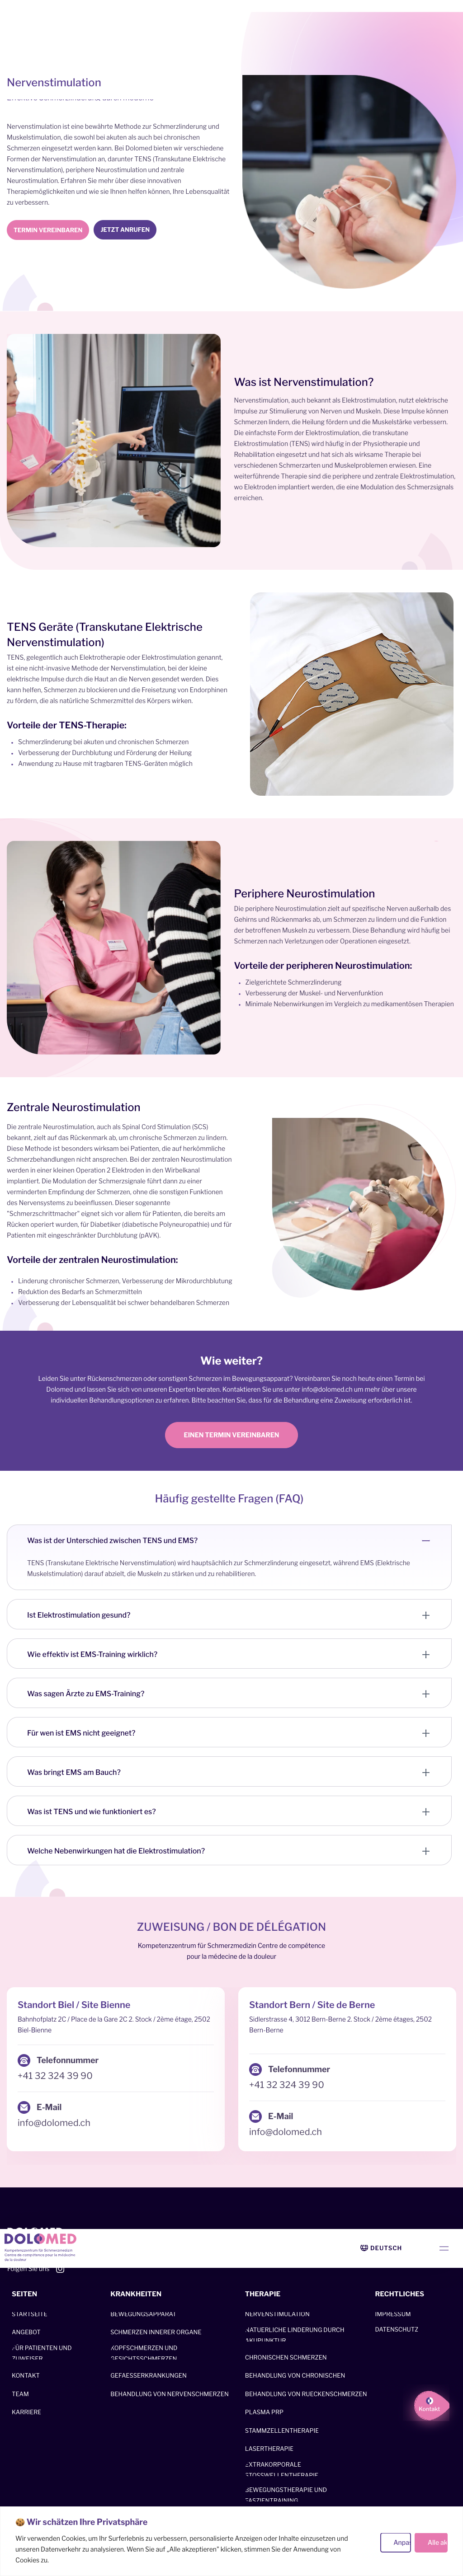 Nervenstimulation
Nervenstimulation ist eine bewährte Methode zur Schmerzlinderung und
Muskelstimulation, die sowohl bei akuten als auch bei chronischen
Schmerzen eingesetzt werden kann. Bei Dolomed bieten wir verschiedene
Formen der Nervenstimulation an, darunter TENS (Transkutane Elektrische
Nervenstimulation), periphere Neurostimulation und zentrale
Neurostimulation. Erfahren Sie mehr über diese innovativen
Therapiemöglichkeiten und wie sie Ihnen helfen können, Ihre Lebensqualität
zu verbessern.
TERMIN VEREINBAREN
JETZT ANRUFEN
Was ist Nervenstimulation?
Nervenstimulation, auch bekannt als Elektrostimulation, nutzt elektrische
Impulse zur Stimulierung von Nerven und Muskeln. Diese Impulse können
Schmerzen lindern, die Heilung fördern und die Muskelstärke verbessern.
Die einfachste Form der Elektrostimulation, die transkutane
Elektrostimulation (TENS) wird häufig in der Physiotherapie und
Rehabilitation eingesetzt und hat sich als wirksame Therapie bei
verschiedenen Schmerzarten und Muskelproblemen erwiesen. Eine
weiterführende Therapie sind die periphere und zentrale Elektrostimulation,
wo Elektroden implantiert werden, die eine Modulation des Schmerzsignals
erreichen.
TENS Geräte (Transkutane Elektrische
Nervenstimulation)
TENS, gelegentlich auch Elektrotherapie oder Elektrostimulation genannt,
ist eine nicht-invasive Methode der Nervenstimulation, bei der kleine
elektrische Impulse durch die Haut an die Nerven gesendet werden. Dies
kann helfen, Schmerzen zu blockieren und die Freisetzung von Endorphinen
zu fördern, die als natürliche Schmerzmittel des Körpers wirken.
Vorteile der TENS-Therapie:
Schmerzlinderung bei akuten und chronischen Schmerzen
Verbesserung der Durchblutung und Förderung der Heilung
Anwendung zu Hause mit tragbaren TENS-Geräten möglich
Periphere Neurostimulation
Die periphere Neurostimulation zielt auf spezifische Nerven außerhalb des
Gehirns und Rückenmarks ab, um Schmerzen zu lindern und die Funktion
der betroffenen Muskeln zu verbessern. Diese Behandlung wird häufig bei
Schmerzen nach Verletzungen oder Operationen eingesetzt.
Vorteile der peripheren Neurostimulation:
Zielgerichtete Schmerzlinderung
Verbesserung der Muskel- und Nervenfunktion
Minimale Nebenwirkungen im Vergleich zu medikamentösen Therapien
Zentrale Neurostimulation
Die zentrale Neurostimulation, auch als Spinal Cord Stimulation (SCS)
bekannt, zielt auf das Rückenmark ab, um chronische Schmerzen zu lindern.
Diese Methode ist besonders wirksam bei Patienten, die auf herkömmliche
Schmerzbehandlungen nicht ansprechen. Bei der zentralen Neurostimulation
werden in einer kleinen Operation 2 Elektroden in den Wirbelkanal
implantiert. Die Modulation der Schmerzsignale führt dann zu einer
verminderten Empfindung der Schmerzen, ohne die sonstigen Funktionen
des Nervensystems zu beeinflussen. Dieser sogenannte
"Schmerzschrittmacher" eignet sich vor allem für Patienten, die bereits am
Rücken operiert wurden, für Diabetiker (diabetische Polyneuropathie) und für
Patienten mit eingeschränkter Durchblutung (pAVK).
Vorteile der zentralen Neurostimulation:
Linderung chronischer Schmerzen, Verbesserung der Mikrodurchblutung
Reduktion des Bedarfs an Schmerzmitteln
Verbesserung der Lebensqualität bei schwer behandelbaren Schmerzen
Wie weiter?
Leiden Sie unter Rückenschmerzen oder sonstigen Schmerzen im Bewegungsapparat? Vereinbaren Sie noch heute einen Termin bei
Dolomed und lassen Sie sich von unseren Experten beraten. Kontaktieren Sie uns unter info@dolomed.ch um mehr über unsere
individuellen Behandlungsoptionen zu erfahren. Bitte beachten Sie, dass für die Behandlung eine Zuweisung erforderlich ist.
EINEN TERMIN VEREINBAREN
Häufig gestellte Fragen (FAQ)
Was ist der Unterschied zwischen TENS und EMS?
TENS (Transkutane Elektrische Nervenstimulation) wird hauptsächlich zur Schmerzlinderung eingesetzt, während EMS (Elektrische
Muskelstimulation) darauf abzielt, die Muskeln zu stärken und zu rehabilitieren.
Ist Elektrostimulation gesund?
Wie effektiv ist EMS-Training wirklich?
Was sagen Ärzte zu EMS-Training?
Für wen ist EMS nicht geeignet?
Was bringt EMS am Bauch?
Was ist TENS und wie funktioniert es?
Welche Nebenwirkungen hat die Elektrostimulation?
ZUWEISUNG / BON DE DÉLÉGATION
Kompetenzzentrum für Schmerzmedizin Centre de compétence
pour la médecine de la douleur
Standort Biel / Site Bienne
Bahnhofplatz 2C / Place de la Gare 2C 2. Stock / 2ème étage, 2502
Biel-Bienne
Telefonnummer
+41 32 324 39 90
E-Mail
info@dolomed.ch
Standort Bern / Site de Berne
Sidlerstrasse 4, 3012 Bern-Berne 2. Stock / 2ème étages, 2502
Bern-Berne
Telefonnummer
+41 32 324 39 90
E-Mail
info@dolomed.ch
DOLOMED
Kompetenzzentrum für Schmerzmedizin
Centre de compétence pour la médecine
de la douleur
DEUTSCH
Folgen Sie uns
SEITEN
STARTSEITE
ANGEBOT
FÜR PATIENTEN UND
ZUWEISER
KONTAKT
TEAM
KARRIERE
KRANKHEITEN
BEWEGUNGSAPPARAT
SCHMERZEN INNERER ORGANE
KOPFSCHMERZEN UND
GESICHTSSCHMERZEN
GEFAESSERKRANKUNGEN
BEHANDLUNG VON NERVENSCHMERZEN
THERAPIE
NERVENSTIMULATION
NATUERLICHE LINDERUNG DURCH
AKUPUNKTUR
CHRONISCHEN SCHMERZEN
BEHANDLUNG VON CHRONISCHEN
BEHANDLUNG VON RUECKENSCHMERZEN
PLASMA PRP
STAMMZELLENTHERAPIE
LASERTHERAPIE
EXTRAKORPORALE
STOSSWELLENTHERAPIE
BEWEGUNGSTHERAPIE UND
FASZIENTRAINING
RECHTLICHES
IMPRESSUM
DATENSCHUTZ
Kontakt
Wir schätzen Ihre Privatsphäre
Wir verwenden Cookies, um Ihr Surferlebnis zu verbessern, personalisierte Anzeigen oder Inhalte einzusetzen und
unseren Datenverkehr zu analysieren. Wenn Sie auf „Alle akzeptieren" klicken, stimmen Sie der Anwendung von
Cookies zu.
Anpa
Alle ak